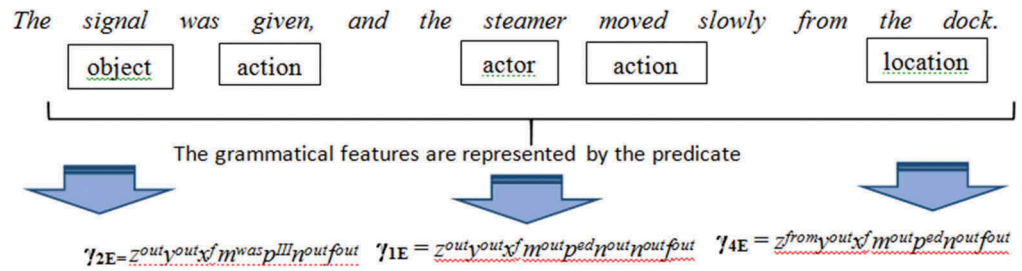 The signal was given, and the steamer moved slowly from the dock.
object action actor action location
The grammatical features are represented by the predicate
γ₂E= z^out y^out x^f m^was p^III n^out f^out γ₁E = z^out y^out x^f m^out p^ed n^out n^out f^out γ₄E = z^from y^out x^f m^out p^ed n^out f^out